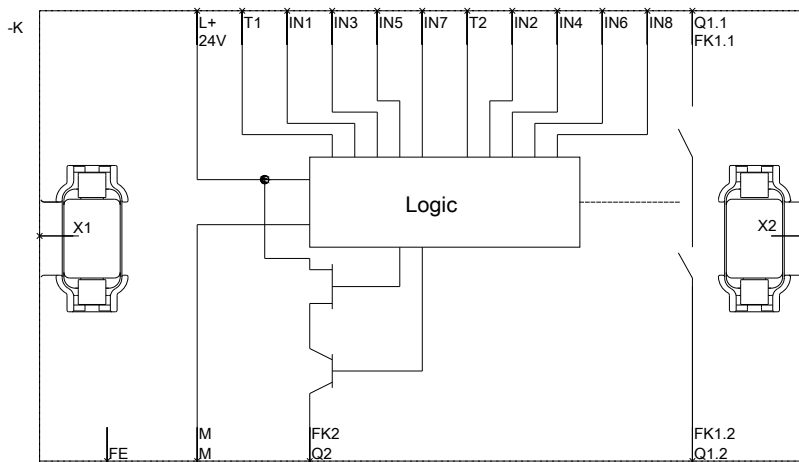 -K
L+ T1 IN1 IN3 IN5 IN7 T2 IN2 IN4 IN6 IN8 Q1.1
24V FK1.1
Logic
X1 X2
M FK2 FK1.2
FE M Q2 Q1.2